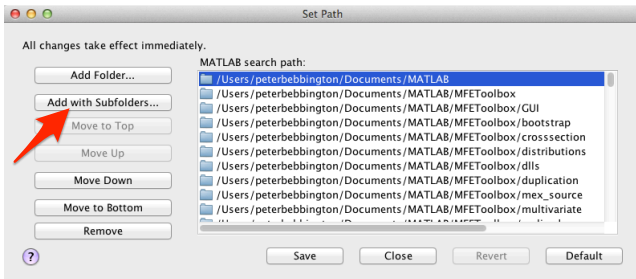 Set Path
All changes take effect immediately.
MATLAB search path:
Add Folder...
Add with Subfolders...
Move to Top
Move Up
Move Down
Move to Bottom
Remove
/Users/peterbebbington/Documents/MATLAB
/Users/peterbebbington/Documents/MATLAB/MFEToolbox
/Users/peterbebbington/Documents/MATLAB/MFEToolbox/GUI
/Users/peterbebbington/Documents/MATLAB/MFEToolbox/bootstrap
/Users/peterbebbington/Documents/MATLAB/MFEToolbox/crosssection
/Users/peterbebbington/Documents/MATLAB/MFEToolbox/distributions
/Users/peterbebbington/Documents/MATLAB/MFEToolbox/dlls
/Users/peterbebbington/Documents/MATLAB/MFEToolbox/duplication
/Users/peterbebbington/Documents/MATLAB/MFEToolbox/mex_source
/Users/peterbebbington/Documents/MATLAB/MFEToolbox/multivariate
?
Save
Close
Revert
Default